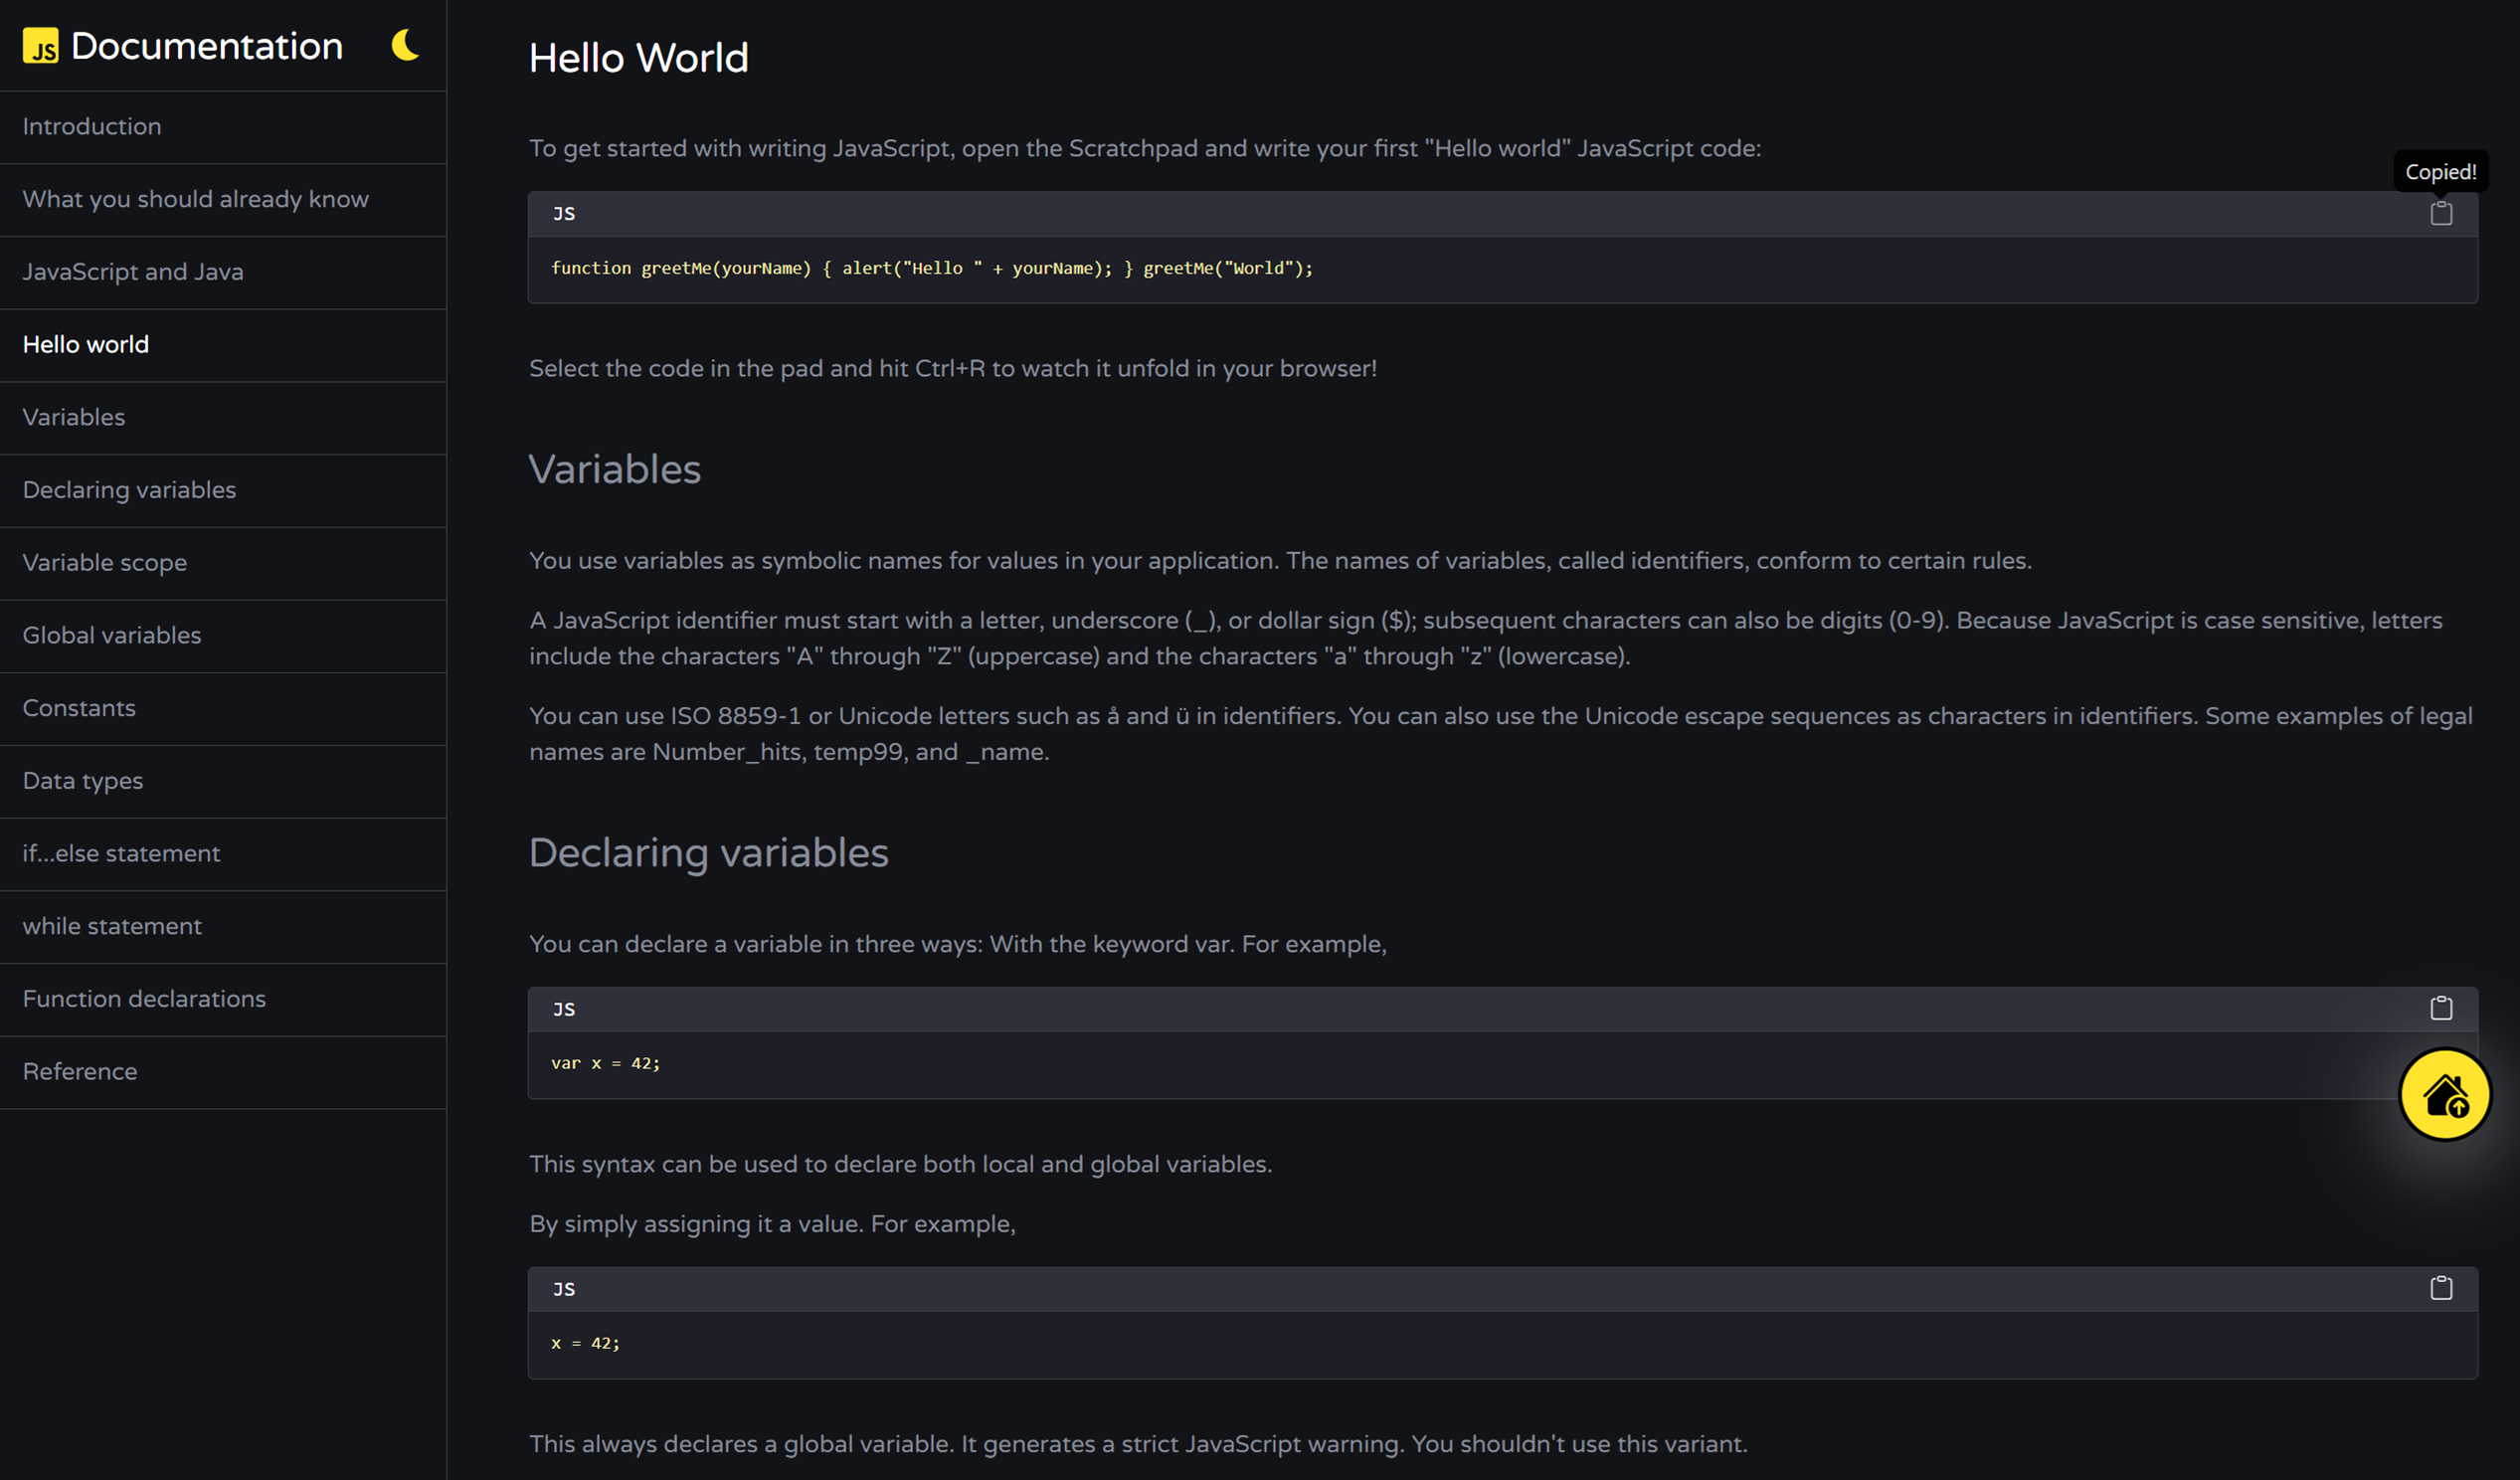 JS Documentation
Introduction
What you should already know
JavaScript and Java
Hello world
Variables
Declaring variables
Variable scope
Global variables
Constants
Data types
if...else statement
while statement
Function declarations
Reference
Hello World
To get started with writing JavaScript, open the Scratchpad and write your first "Hello world" JavaScript code:
Copied!
JS
function greetMe(yourName) { alert("Hello " + yourName); } greetMe("World");
Select the code in the pad and hit Ctrl+R to watch it unfold in your browser!
Variables
You use variables as symbolic names for values in your application. The names of variables, called identifiers, conform to certain rules.
A JavaScript identifier must start with a letter, underscore (_), or dollar sign ($); subsequent characters can also be digits (0-9). Because JavaScript is case sensitive, letters
include the characters "A" through "Z" (uppercase) and the characters "a" through "z" (lowercase).
You can use ISO 8859-1 or Unicode letters such as å and ü in identifiers. You can also use the Unicode escape sequences as characters in identifiers. Some examples of legal
names are Number_hits, temp99, and _name.
Declaring variables
You can declare a variable in three ways: With the keyword var. For example,
JS
var x = 42;
This syntax can be used to declare both local and global variables.
By simply assigning it a value. For example,
JS
x = 42;
This always declares a global variable. It generates a strict JavaScript warning. You shouldn't use this variant.